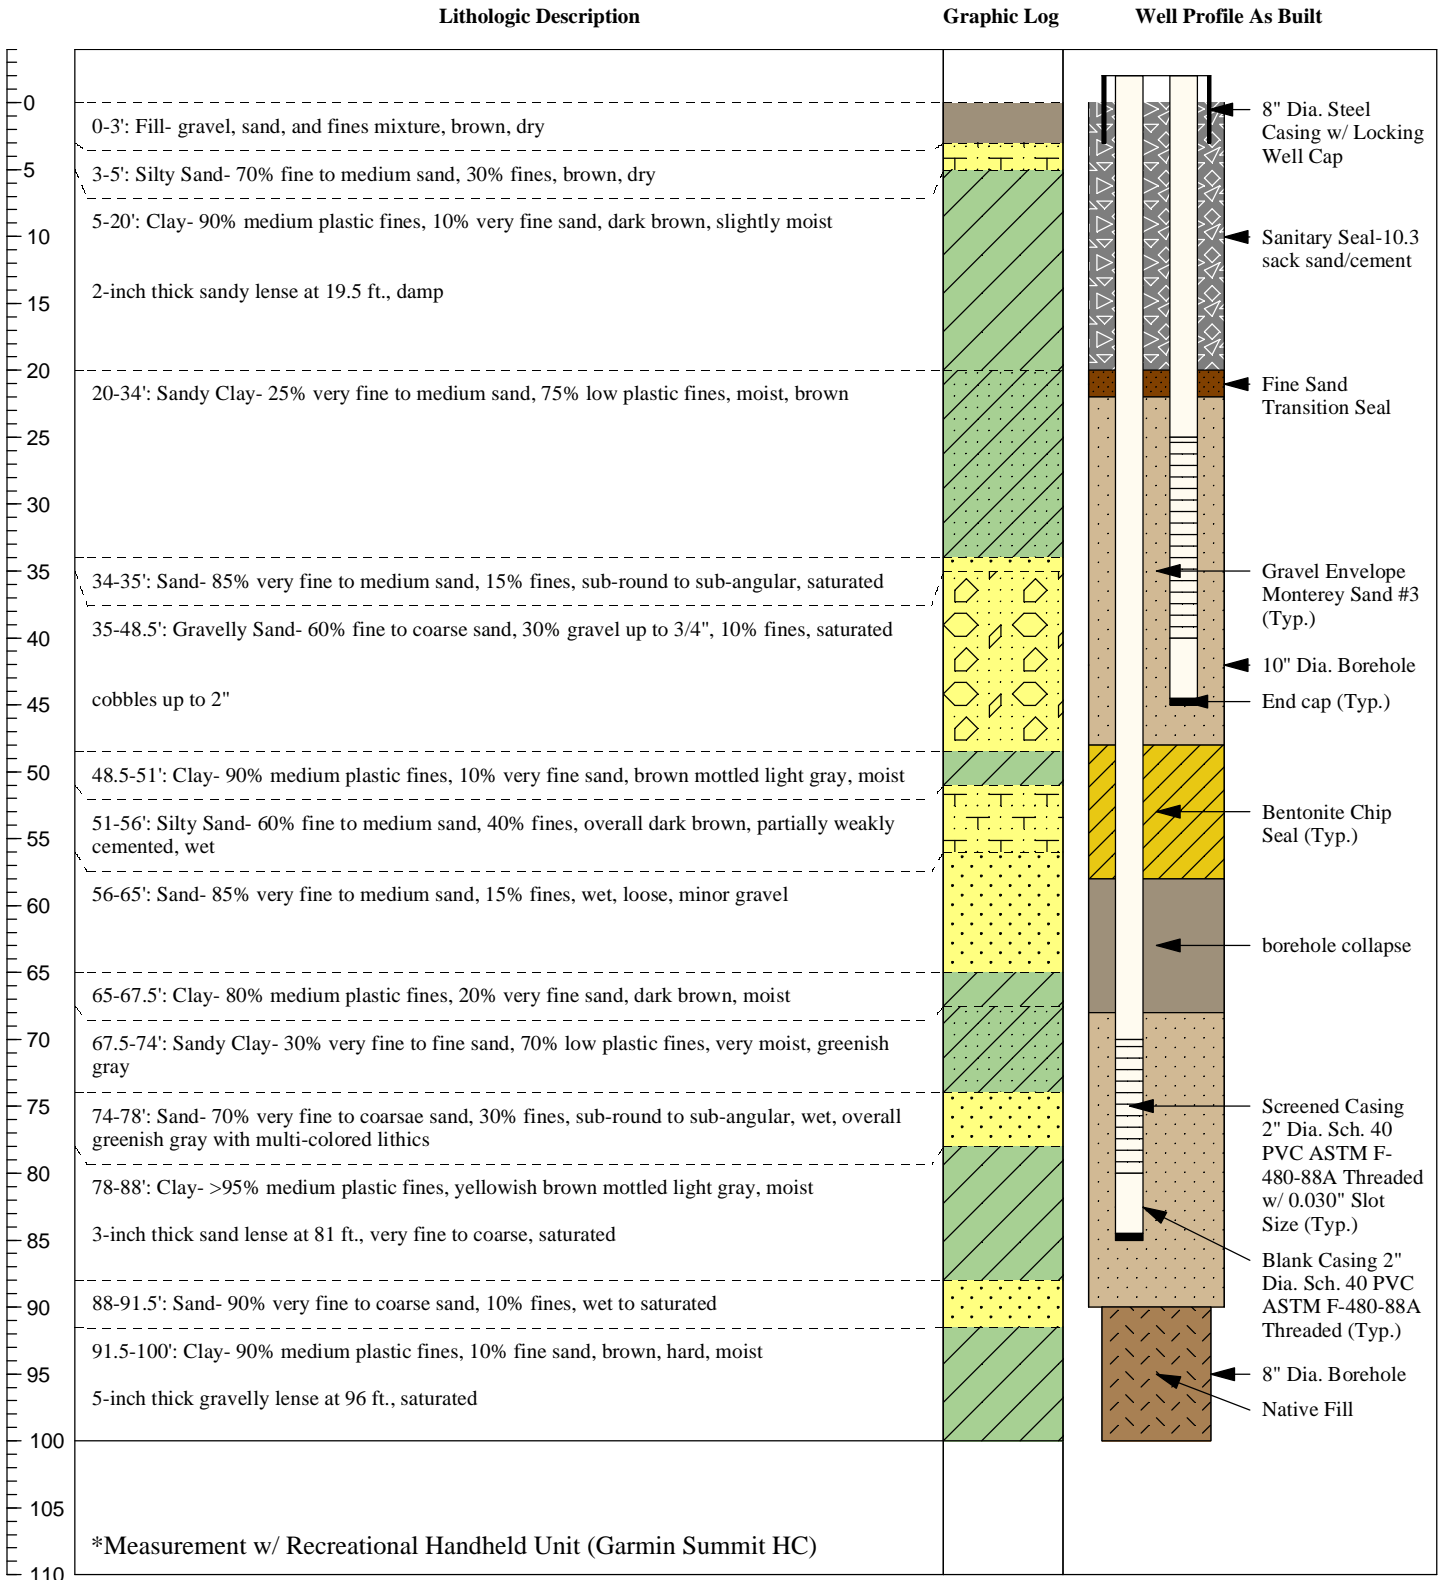 Lithologic Description
Graphic Log
Well Profile As Built
0
5
10
15
20
25
30
35
40
45
50
55
60
65
70
75
80
85
90
95
100
105
110
0-3': Fill- gravel, sand, and fines mixture, brown, dry
3-5': Silty Sand- 70% fine to medium sand, 30% fines, brown, dry
5-20': Clay- 90% medium plastic fines, 10% very fine sand, dark brown, slightly moist
2-inch thick sandy lense at 19.5 ft., damp
20-34': Sandy Clay- 25% very fine to medium sand, 75% low plastic fines, moist, brown
34-35': Sand- 85% very fine to medium sand, 15% fines, sub-round to sub-angular, saturated
35-48.5': Gravelly Sand- 60% fine to coarse sand, 30% gravel up to 3/4", 10% fines, saturated
cobbles up to 2"
48.5-51': Clay- 90% medium plastic fines, 10% very fine sand, brown mottled light gray, moist
51-56': Silty Sand- 60% fine to medium sand, 40% fines, overall dark brown, partially weakly
cemented, wet
56-65': Sand- 85% very fine to medium sand, 15% fines, wet, loose, minor gravel
65-67.5': Clay- 80% medium plastic fines, 20% very fine sand, dark brown, moist
67.5-74': Sandy Clay- 30% very fine to fine sand, 70% low plastic fines, very moist, greenish
gray
74-78': Sand- 70% very fine to coarsae sand, 30% fines, sub-round to sub-angular, wet, overall
greenish gray with multi-colored lithics
78-88': Clay- >95% medium plastic fines, yellowish brown mottled light gray, moist
3-inch thick sand lense at 81 ft., very fine to coarse, saturated
88-91.5': Sand- 90% very fine to coarse sand, 10% fines, wet to saturated
91.5-100': Clay- 90% medium plastic fines, 10% fine sand, brown, hard, moist
5-inch thick gravelly lense at 96 ft., saturated
*Measurement w/ Recreational Handheld Unit (Garmin Summit HC)
8" Dia. Steel
Casing w/ Locking
Well Cap
Sanitary Seal-10.3
sack sand/cement
Fine Sand
Transition Seal
Gravel Envelope
Monterey Sand #3
(Typ.)
10" Dia. Borehole
End cap (Typ.)
Bentonite Chip
Seal (Typ.)
borehole collapse
Screened Casing
2" Dia. Sch. 40
PVC ASTM F-
480-88A Threaded
w/ 0.030" Slot
Size (Typ.)
Blank Casing 2"
Dia. Sch. 40 PVC
ASTM F-480-88A
Threaded (Typ.)
8" Dia. Borehole
Native Fill